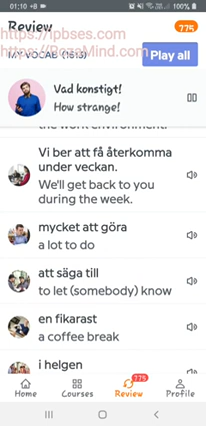 01:10 +B 100%
Review
775
https://ipbses.com
https://RozaMind.com
MY VOCAB (1613)
Play all
Vad konstigt!
How strange!
the work environment.
Vi ber att få återkomma
under veckan.
We'll get back to you
during the week.
mycket att göra
a lot to do
att säga till
to let (somebody) know
en fikarast
a coffee break
i helgen
775
Home Courses Review Profile